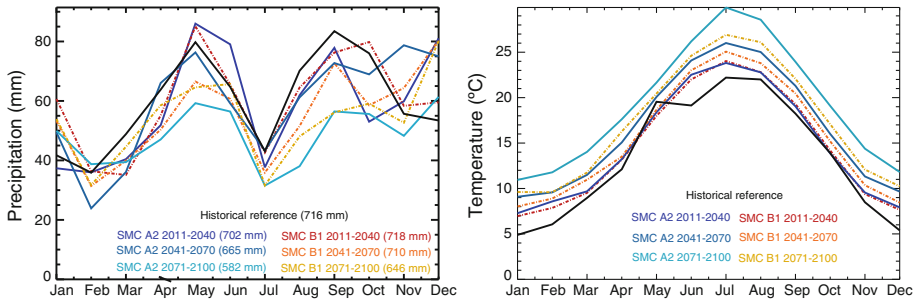 Precipitation (mm)
80
60
40
20
0
Historical reference (716 mm)
SMC A2 2011-2040 (702 mm)
SMC B1 2011-2040 (718 mm)
SMC A2 2041-2070 (665 mm)
SMC B1 2041-2070 (710 mm)
SMC A2 2071-2100 (582 mm)
SMC B1 2071-2100 (646 mm)
Jan Feb Mar Apr May Jun Jul Aug Sep Oct Nov Dec
Temperature (ºC)
25
20
15
10
5
0
Historical reference
SMC A2 2011-2040
SMC B1 2011-2040
SMC A2 2041-2070
SMC B1 2041-2070
SMC A2 2071-2100
SMC B1 2071-2100
Jan Feb Mar Apr May Jun Jul Aug Sep Oct Nov Dec